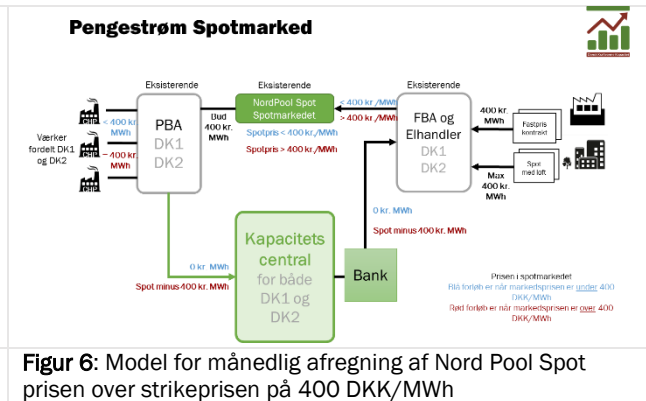 Pengestrøm Spotmarked
Eksisterende
Eksisterende
Eksisterende
NordPool Spot
Spotmarkedet
Spotpris < 400 kr./MWh
Spotpris > 400 kr./MWh
< 400 kr./MWh
> 400 kr./MWh
Værker
fordelt DK1
og DK2
CHP
CHP
CHP
< 400 kr.
MWh
400 kr.
MWh
PBA
DK1
DK2
Bud
400 kr.
MWh
FBA og
Elhandler
DK1
DK2
400 kr.
MWh
Fastpris
kontrakt
Spot
med loft
Max
400 kr.
MWh
0 kr. MWh
Spot minus 400 kr. MWh
0 kr. MWh
Spot minus 400 kr. MWh
Kapacitets
central
for både
DK1 og
DK2
Bank
Prisen i spotmarkedet
Blå forløb er når markedsprisen er under 400
DKK/MWh
Rød forløb er når markedsprisen er over 400
DKK/MWh
Figur 6: Model for månedlig afregning af Nord Pool Spot
prisen over strikeprisen på 400 DKK/MWh